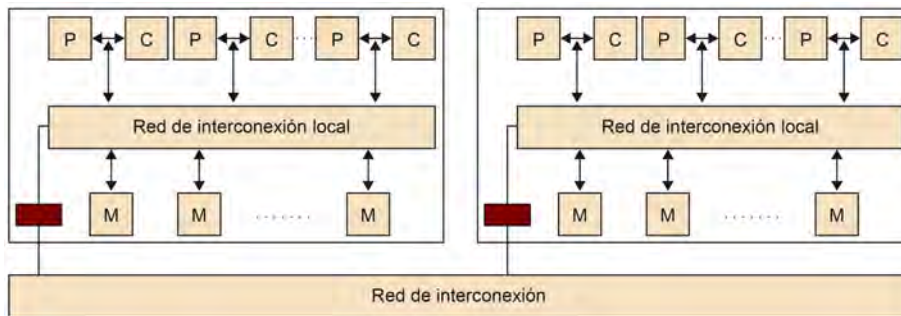 P C P C ..... P C P C P C .... P C
Red de interconexión local Red de interconexión local
M M ....... M M M ....... M
Red de interconexión